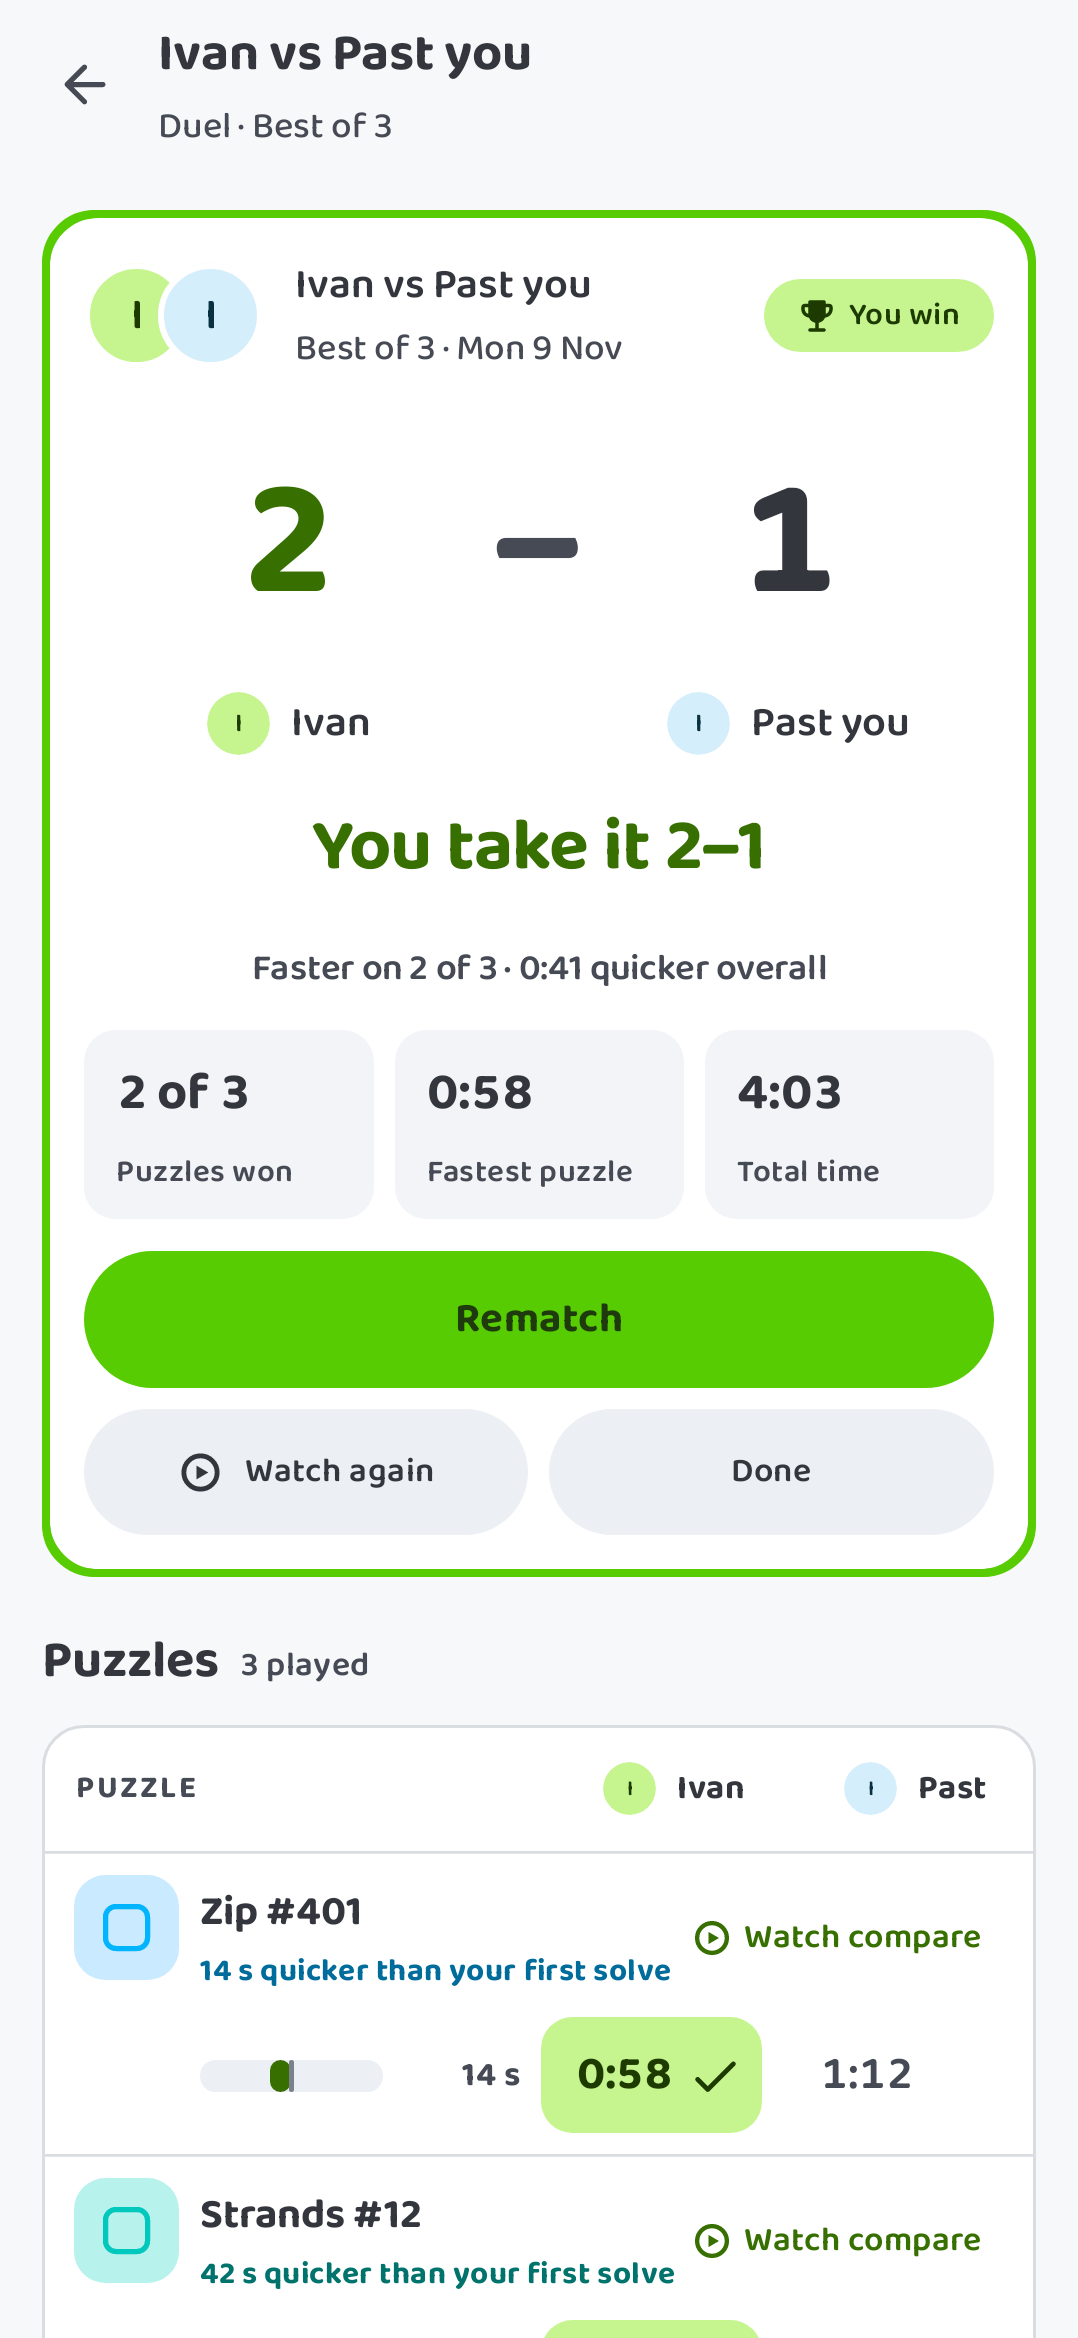 Ivan vs Past you
Duel · Best of 3
I
I
Ivan vs Past you
Best of 3 · Mon 9 Nov
You win
2 – 1
I
Ivan
I
Past you
You take it 2–1
Faster on 2 of 3 · 0:41 quicker overall
2 of 3
Puzzles won
0:58
Fastest puzzle
4:03
Total time
Rematch
Watch again
Done
Puzzles 3 played
PUZZLE
I
Ivan
I
Past
Zip #401
14 s quicker than your first solve
Watch compare
14 s
0:58
1:12
Strands #12
42 s quicker than your first solve
Watch compare